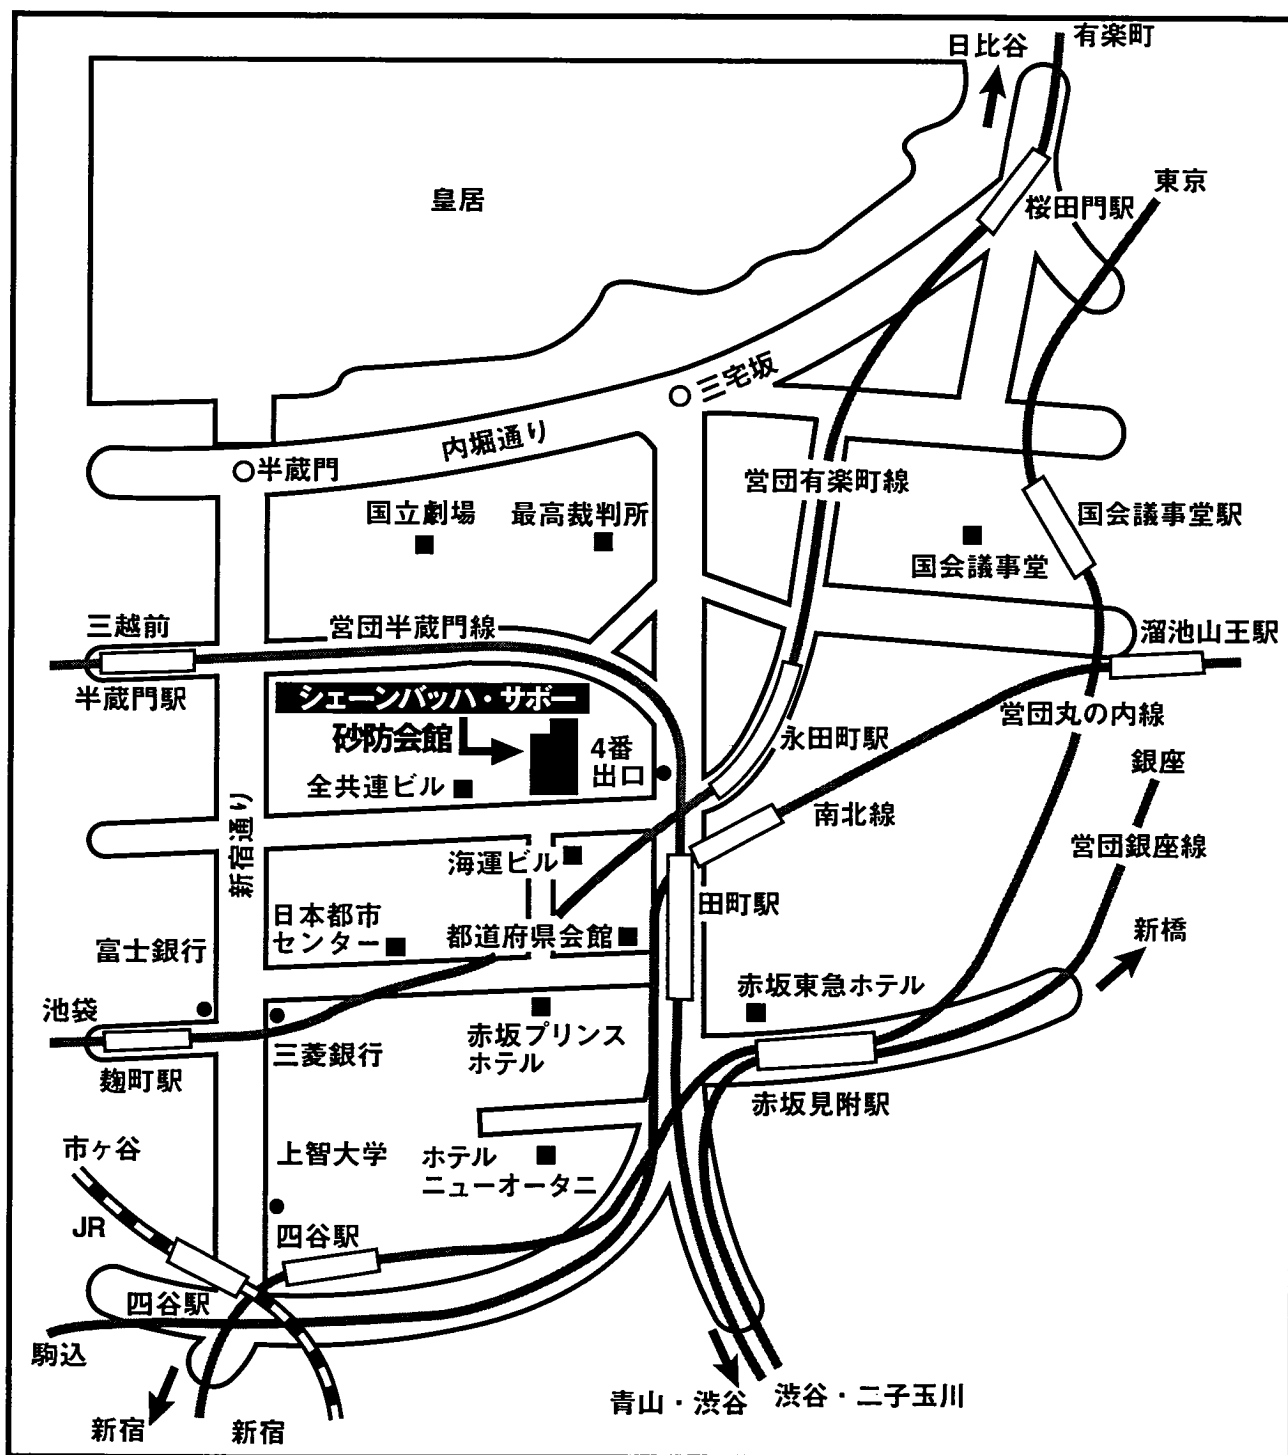 日比谷
有楽町
東京
桜田門駅
皇居
三宅坂
内堀通り
半蔵門
国立劇場
最高裁判所
営団有楽町線
国会議事堂駅
国会議事堂
三越前
営団半蔵門線
半蔵門駅
溜池山王駅
シェーンバッハ・サボー
砂防会館
4番
出口
全共連ビル
永田町駅
営団丸の内線
銀座
南北線
営団銀座線
新宿通り
海運ビル
田町駅
日本都市
センター
都道府県会館
富士銀行
新橋
池袋
赤坂東急ホテル
麹町駅
三菱銀行
赤坂プリンス
ホテル
赤坂見附駅
市ヶ谷
上智大学
ホテル
ニューオータニ
JR
四谷駅
四谷駅
駒込
新宿
新宿
青山・渋谷
渋谷・二子玉川